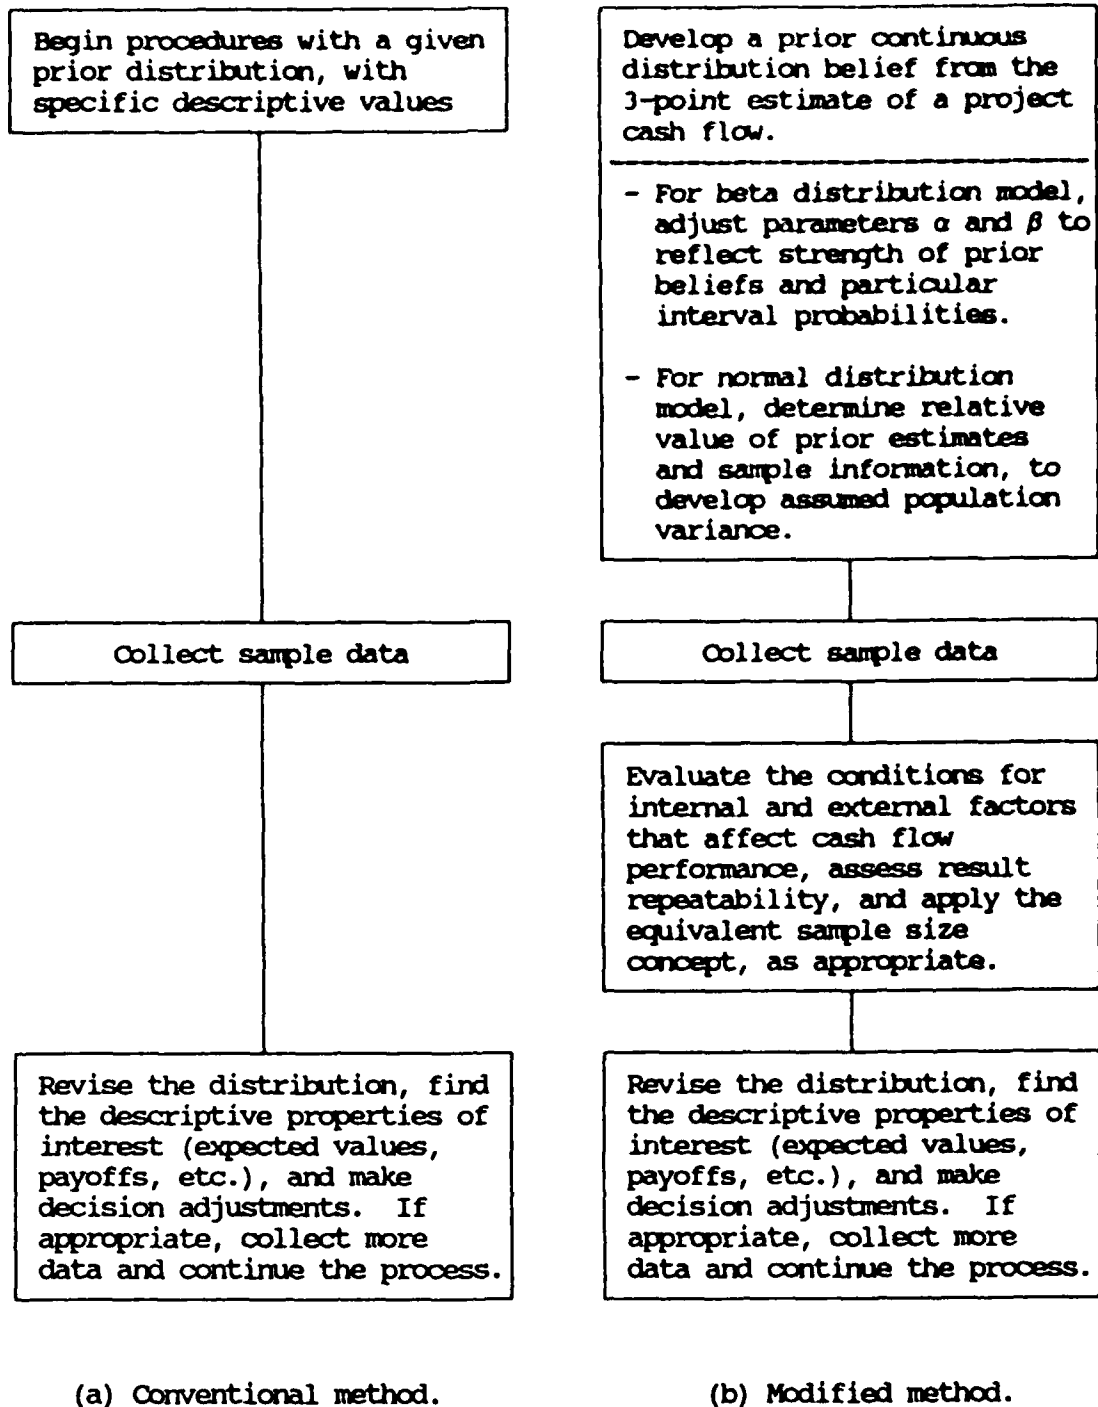 Begin procedures with a given
prior distribution, with
specific descriptive values
Collect sample data
Revise the distribution, find
the descriptive properties of
interest (expected values,
payoffs, etc.), and make
decision adjustments. If
appropriate, collect more
data and continue the process.
(a) Conventional method.
Develop a prior continuous
distribution belief from the
3-point estimate of a project
cash flow.
- For beta distribution model,
adjust parameters α and β to
reflect strength of prior
beliefs and particular
interval probabilities.
- For normal distribution
model, determine relative
value of prior estimates
and sample information, to
develop assumed population
variance.
Collect sample data
Evaluate the conditions for
internal and external factors
that affect cash flow
performance, assess result
repeatability, and apply the
equivalent sample size
concept, as appropriate.
Revise the distribution, find
the descriptive properties of
interest (expected values,
payoffs, etc.), and make
decision adjustments. If
appropriate, collect more
data and continue the process.
(b) Modified method.